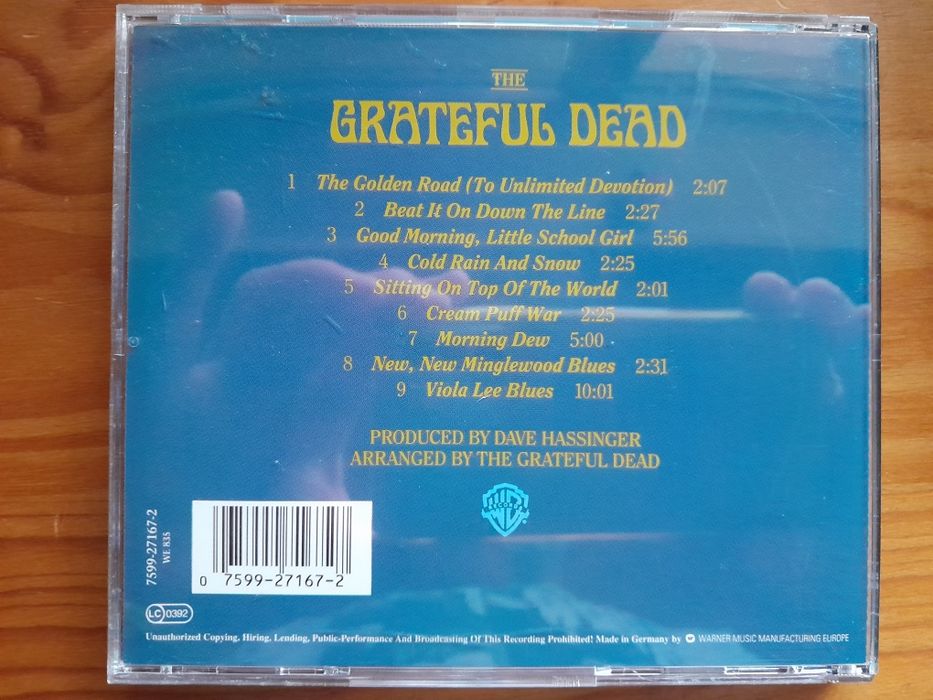 THE
GRATEFUL DEAD
1 The Golden Road (To Unlimited Devotion) 2:07
2 Beat It On Down The Line 2:27
3 Good Morning, Little School Girl 5:56
4 Cold Rain And Snow 2:25
5 Sitting On Top Of The World 2:01
6 Cream Puff War 2:25
7 Morning Dew 5:00
8 New, New Minglewood Blues 2:31
9 Viola Lee Blues 10:01
PRODUCED BY DAVE HASSINGER
ARRANGED BY THE GRATEFUL DEAD
WB
RECORDS
7599-27167-2
WE 835
0 7599-27167-2
LC 0392
Unauthorized Copying, Hiring, Lending, Public-Performance And Broadcasting Of This Recording Prohibited! Made in Germany by WARNER MUSIC MANUFACTURING EUROPE